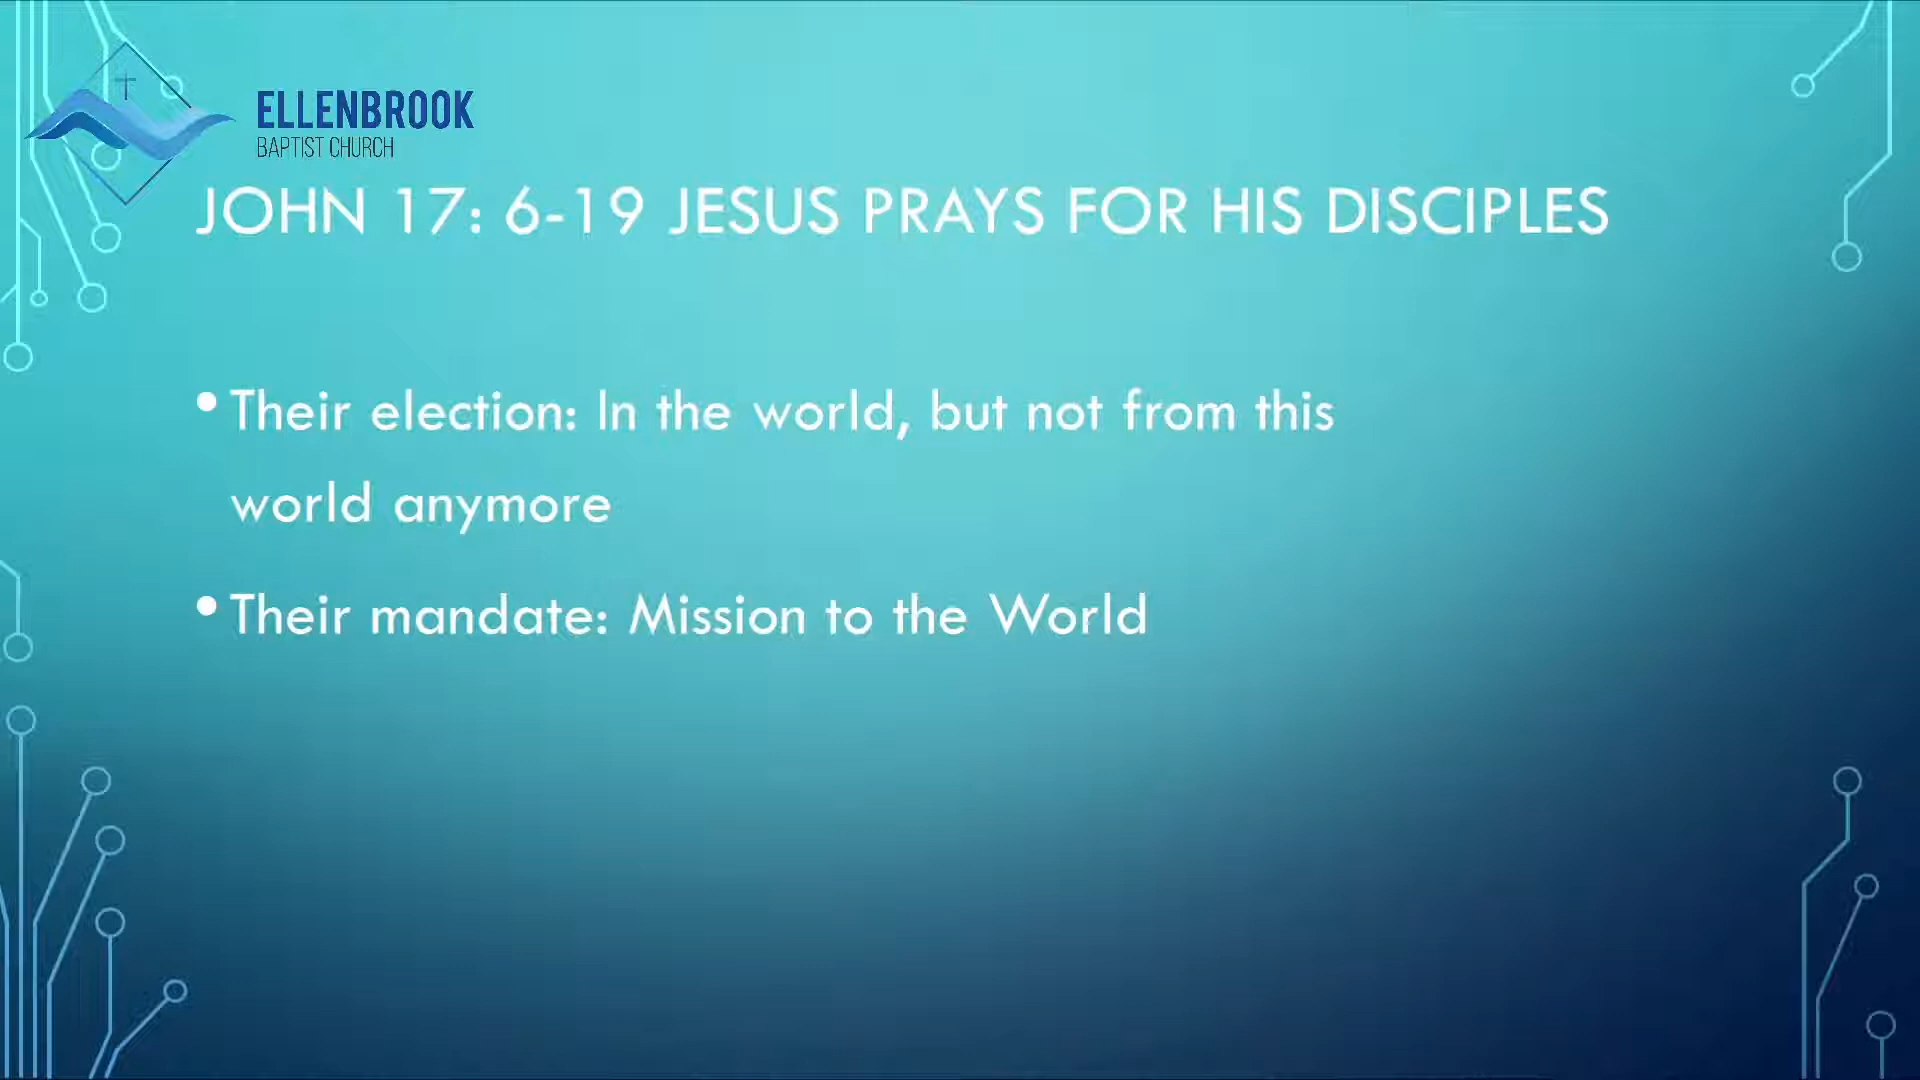 ELLENBROOK
BAPTIST CHURCH
JOHN 17: 6-19 JESUS PRAYS FOR HIS DISCIPLES
• Their election: In the world, but not from this
world anymore
• Their mandate: Mission to the World